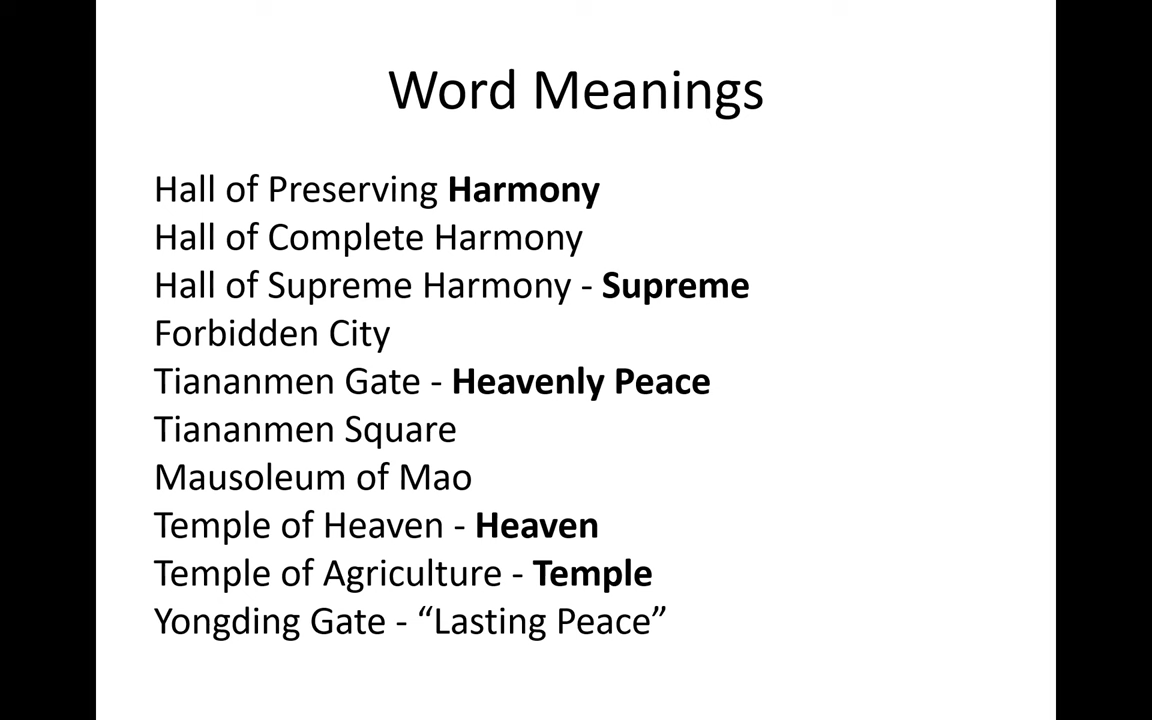 Word Meanings
Hall of Preserving Harmony
Hall of Complete Harmony
Hall of Supreme Harmony - Supreme
Forbidden City
Tiananmen Gate - Heavenly Peace
Tiananmen Square
Mausoleum of Mao
Temple of Heaven - Heaven
Temple of Agriculture - Temple
Yongding Gate - “Lasting Peace”